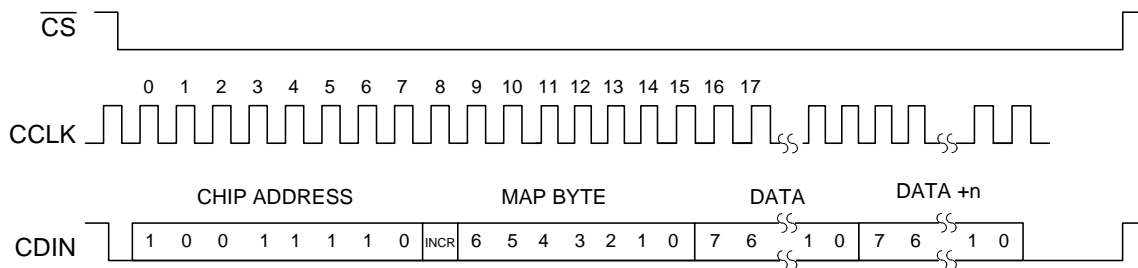 CS
0 1 2 3 4 5 6 7 8 9 10 11 12 13 14 15 16 17
CCLK
CHIP ADDRESS MAP BYTE DATA DATA +n
CDIN 1 0 0 1 1 1 1 0 INCR 6 5 4 3 2 1 0 7 6 1 0 7 6 1 0